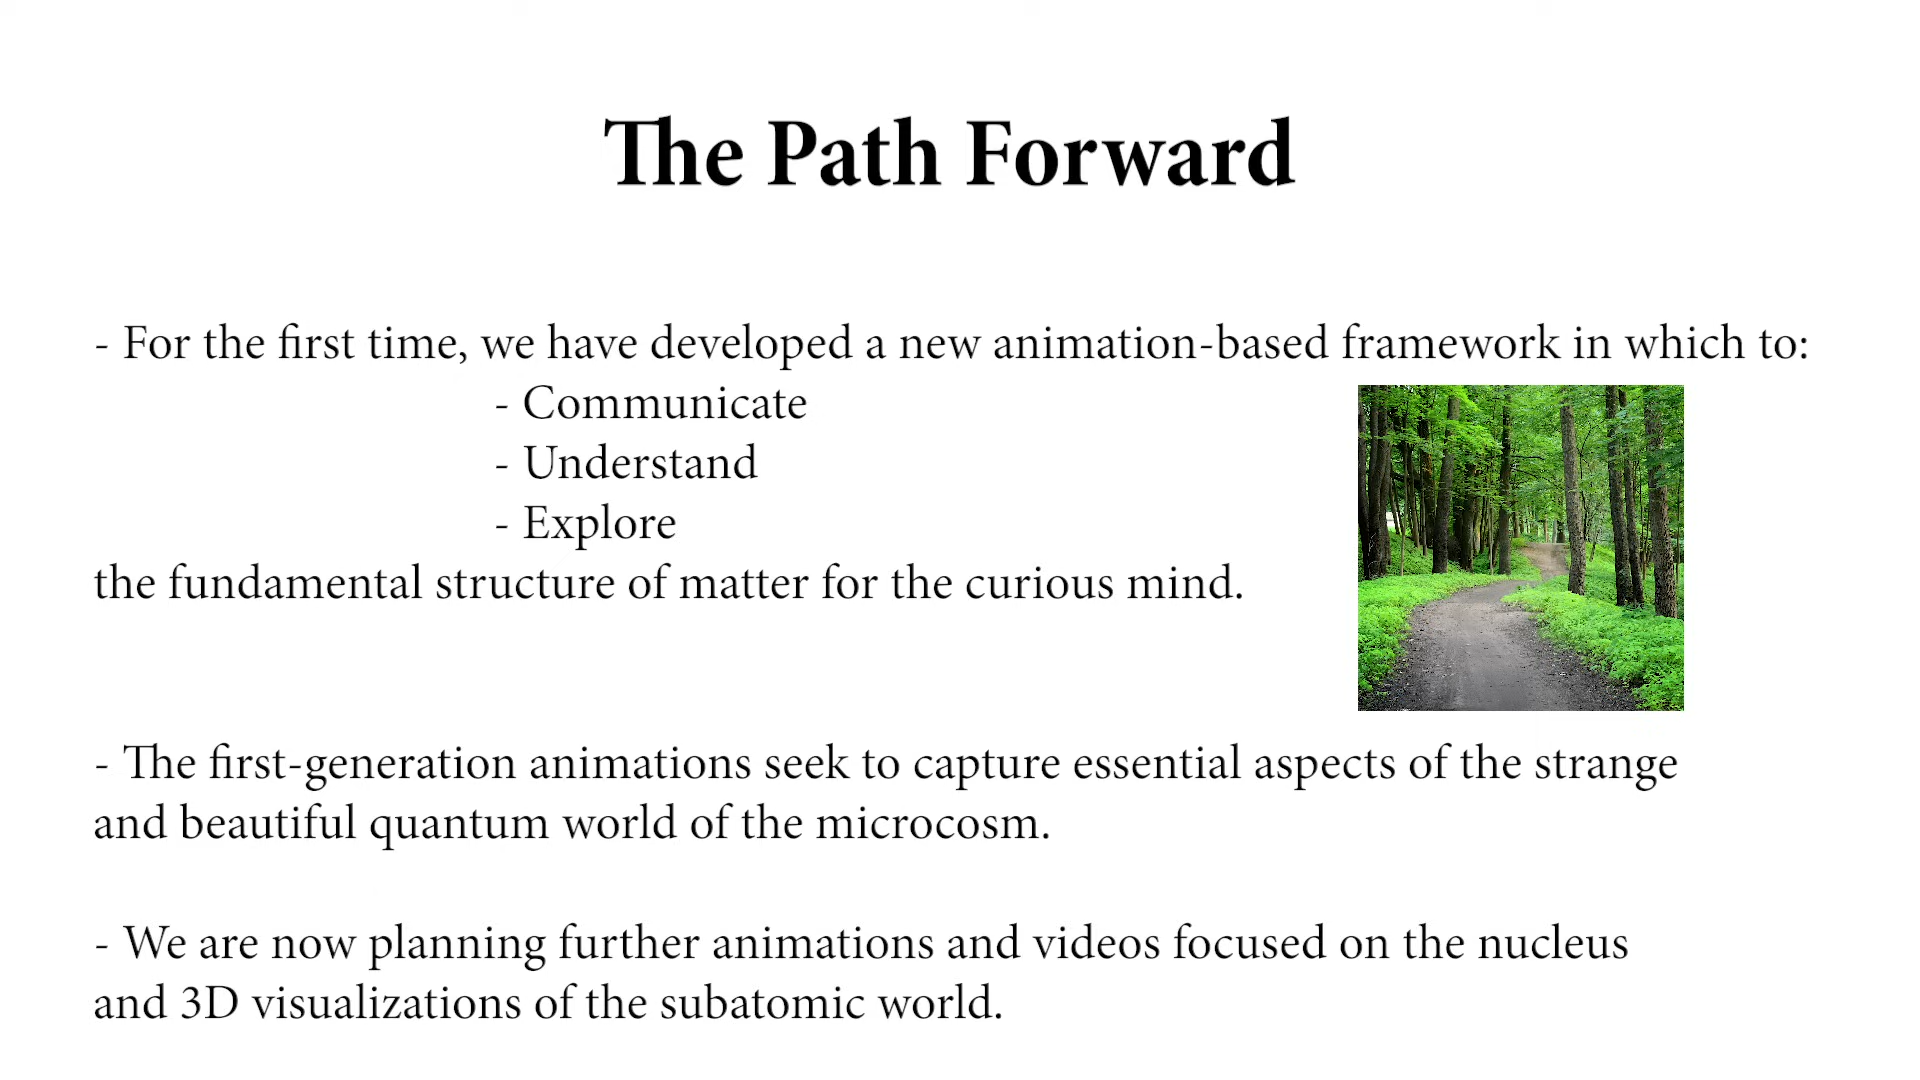 The Path Forward
- For the first time, we have developed a new animation-based framework in which to:
- Communicate
- Understand
- Explore
the fundamental structure of matter for the curious mind.
- The first-generation animations seek to capture essential aspects of the strange
and beautiful quantum world of the microcosm.
- We are now planning further animations and videos focused on the nucleus
and 3D visualizations of the subatomic world.